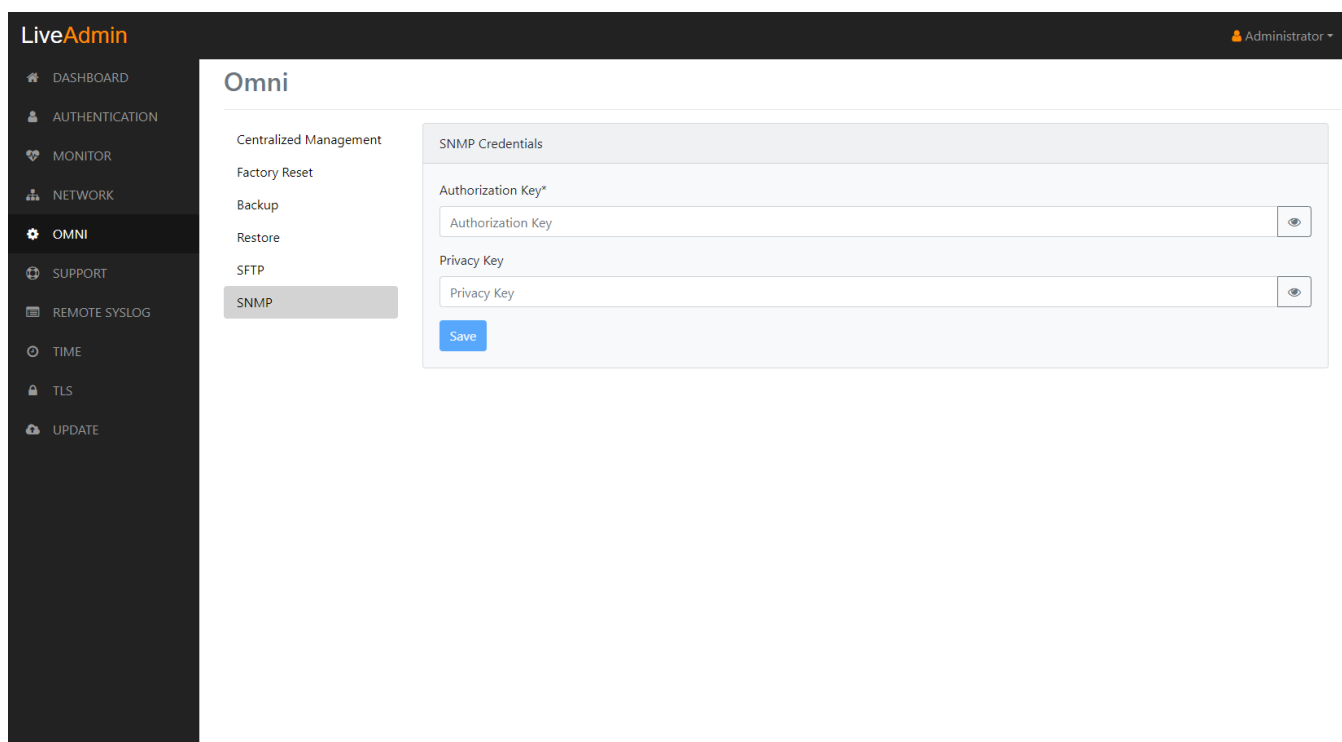 LiveAdmin
Administrator
DASHBOARD
AUTHENTICATION
MONITOR
NETWORK
OMNI
SUPPORT
REMOTE SYSLOG
TIME
TLS
UPDATE
Omni
Centralized Management
Factory Reset
Backup
Restore
SFTP
SNMP
SNMP Credentials
Authorization Key*
Authorization Key
Privacy Key
Privacy Key
Save